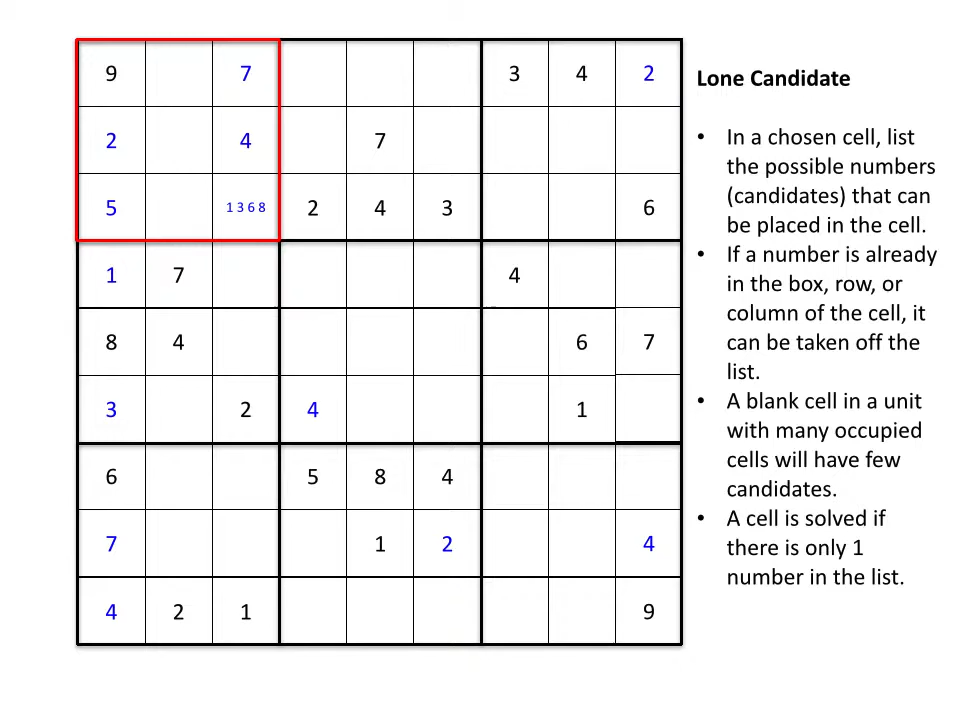 9 7 3 4 2
Lone Candidate
2 4 7
• In a chosen cell, list
the possible numbers
(candidates) that can
be placed in the cell.
5 1 3 6 8 2 4 3 6
• If a number is already
in the box, row, or
column of the cell, it
can be taken off the
list.
1 7 4
8 4 6 7
3 2 4 1
• A blank cell in a unit
with many occupied
cells will have few
candidates.
6 5 8 4
• A cell is solved if
there is only 1
number in the list.
7 1 2 4
4 2 1 9